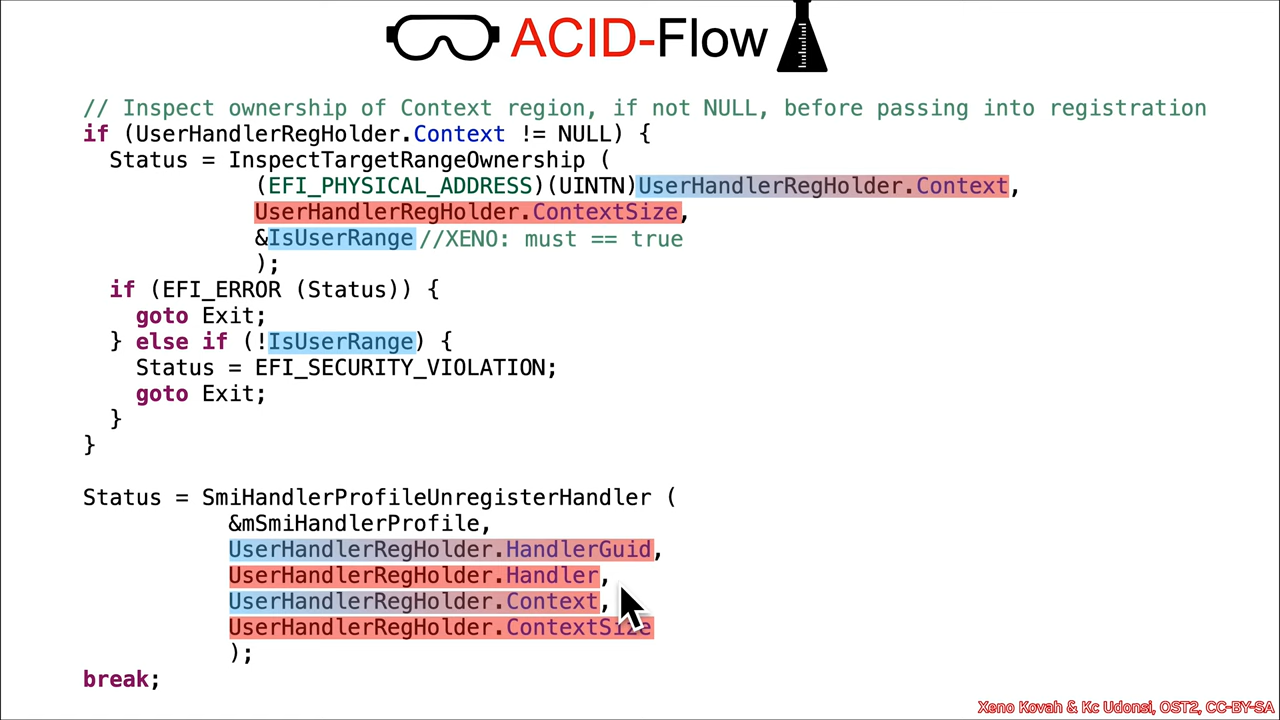 ACID-Flow
// Inspect ownership of Context region, if not NULL, before passing into registration
if (UserHandlerRegHolder.Context != NULL) {
  Status = InspectTargetRangeOwnership (
             (EFI_PHYSICAL_ADDRESS)(UINTN)UserHandlerRegHolder.Context,
             UserHandlerRegHolder.ContextSize,
             &IsUserRange //XENO: must == true
             );
  if (EFI_ERROR (Status)) {
    goto Exit;
  } else if (!IsUserRange) {
    Status = EFI_SECURITY_VIOLATION;
    goto Exit;
  }
}
Status = SmiHandlerProfileUnregisterHandler (
           &mSmiHandlerProfile,
           UserHandlerRegHolder.HandlerGuid,
           UserHandlerRegHolder.Handler,
           UserHandlerRegHolder.Context,
           UserHandlerRegHolder.ContextSize
           );
break;
Xeno Kovah & Kc Udonsi, OST2, CC-BY-SA